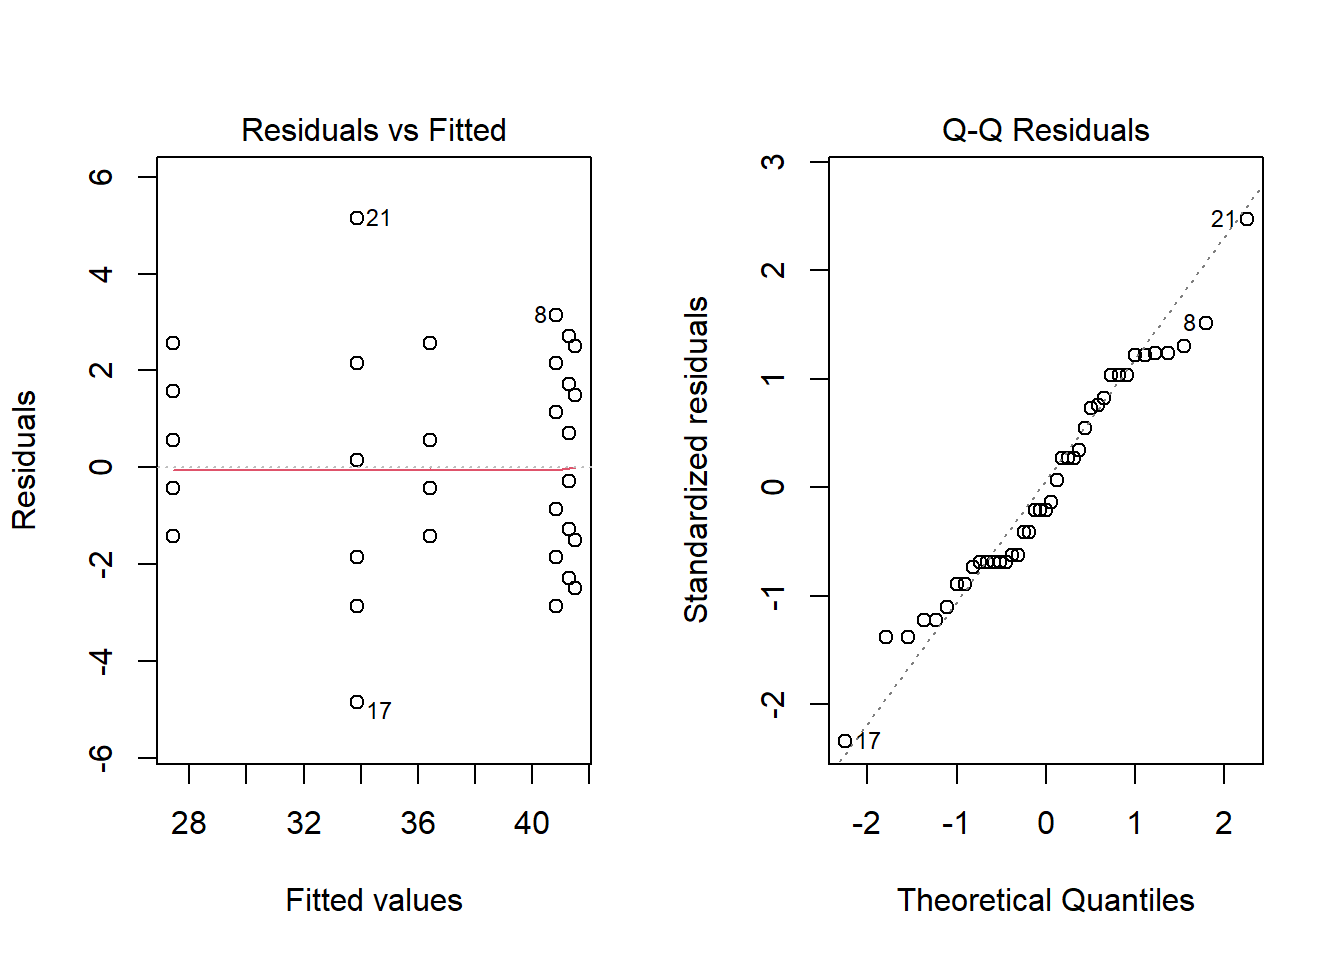 Residuals vs Fitted
6
4
2
0
-2
-4
-6
Residuals
21
8
17
28 32 36 40
Fitted values
Q-Q Residuals
3
2
1
0
-1
-2
Standardized residuals
21
8
17
-2 -1 0 1 2
Theoretical Quantiles